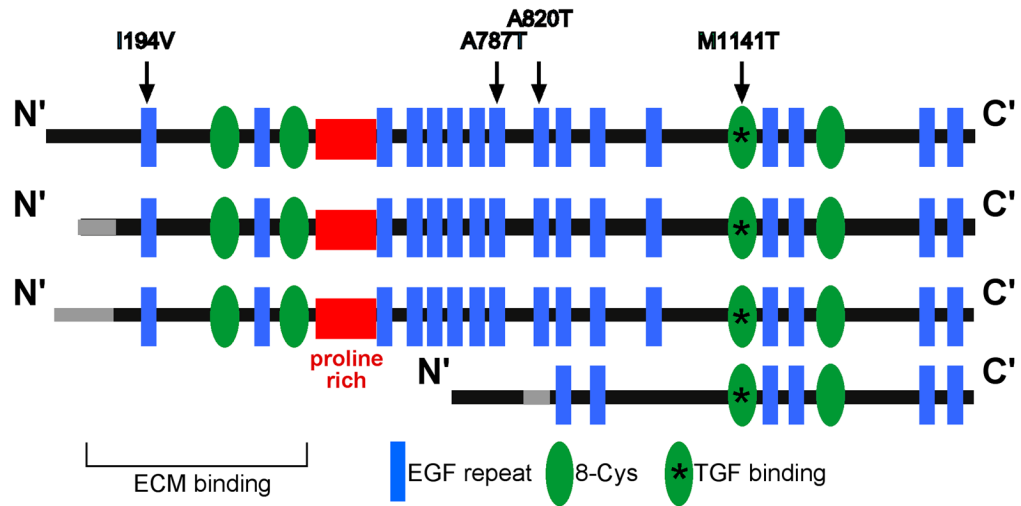 A820T
I194V
A787T
M1141T
N'
C'
N'
C'
N'
C'
proline
rich
N'
C'
ECM binding
EGF repeat
8-Cys
*
TGF binding